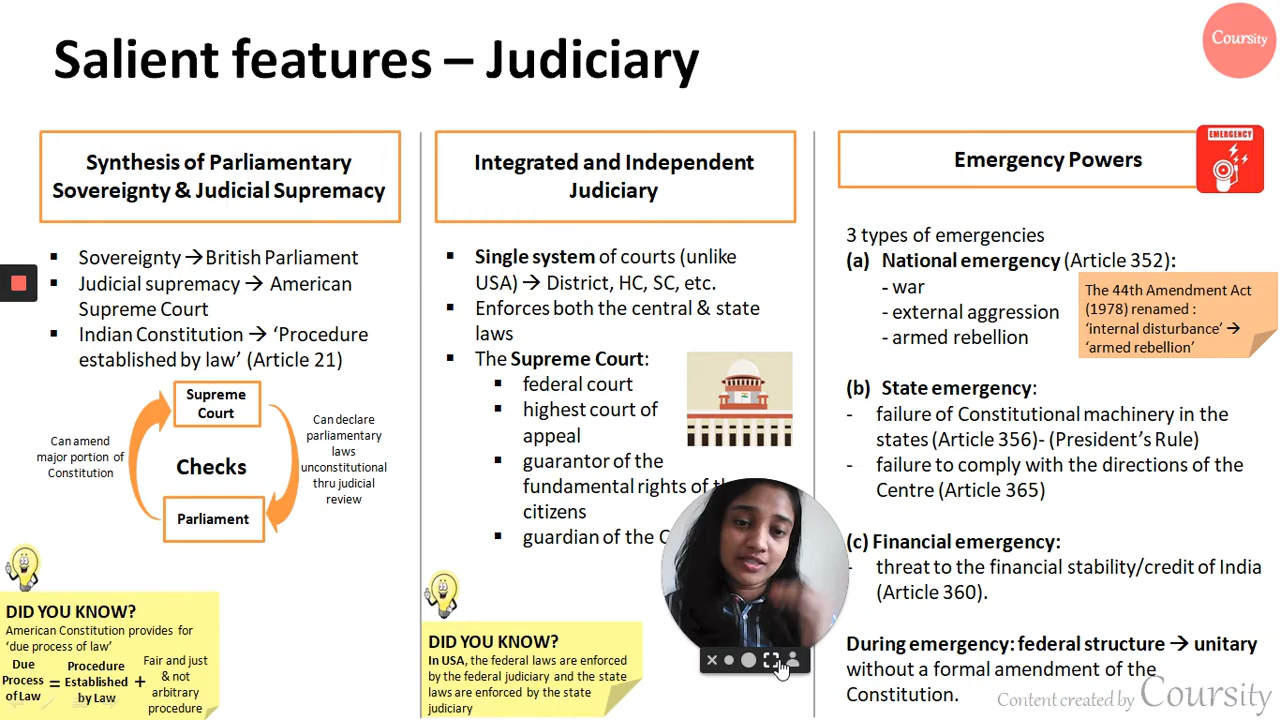 Salient features – Judiciary
Coursity
Synthesis of Parliamentary
Sovereignty & Judicial Supremacy
▪ Sovereignty → British Parliament
▪ Judicial supremacy → American
Supreme Court
▪ Indian Constitution → ‘Procedure
established by law’ (Article 21)
Supreme
Court
Can amend
major portion of
Constitution
Checks
Can declare
parliamentary
laws
unconstitutional
thru judicial
review
Parliament
DID YOU KNOW?
American Constitution provides for
‘due process of law’
Due
Process
of Law
=
Procedure
Established
by Law
+
Fair and just
& not
arbitrary
procedure
Integrated and Independent
Judiciary
▪ Single system of courts (unlike
USA) → District, HC, SC, etc.
▪ Enforces both the central & state
laws
▪ The Supreme Court:
▪ federal court
▪ highest court of
appeal
▪ guarantor of the
fundamental rights of
citizens
▪ guardian of the
DID YOU KNOW?
In USA, the federal laws are enforced
by the federal judiciary and the state
laws are enforced by the state
judiciary
Emergency Powers
EMERGENCY
3 types of emergencies
(a) National emergency (Article 352):
- war
- external aggression
- armed rebellion
The 44th Amendment Act
(1978) renamed :
‘internal disturbance’ →
‘armed rebellion’
(b) State emergency:
- failure of Constitutional machinery in the
states (Article 356)- (President’s Rule)
- failure to comply with the directions of the
Centre (Article 365)
(c) Financial emergency:
- threat to the financial stability/credit of India
(Article 360).
During emergency: federal structure → unitary
without a formal amendment of the
Constitution.
Content created by Coursity